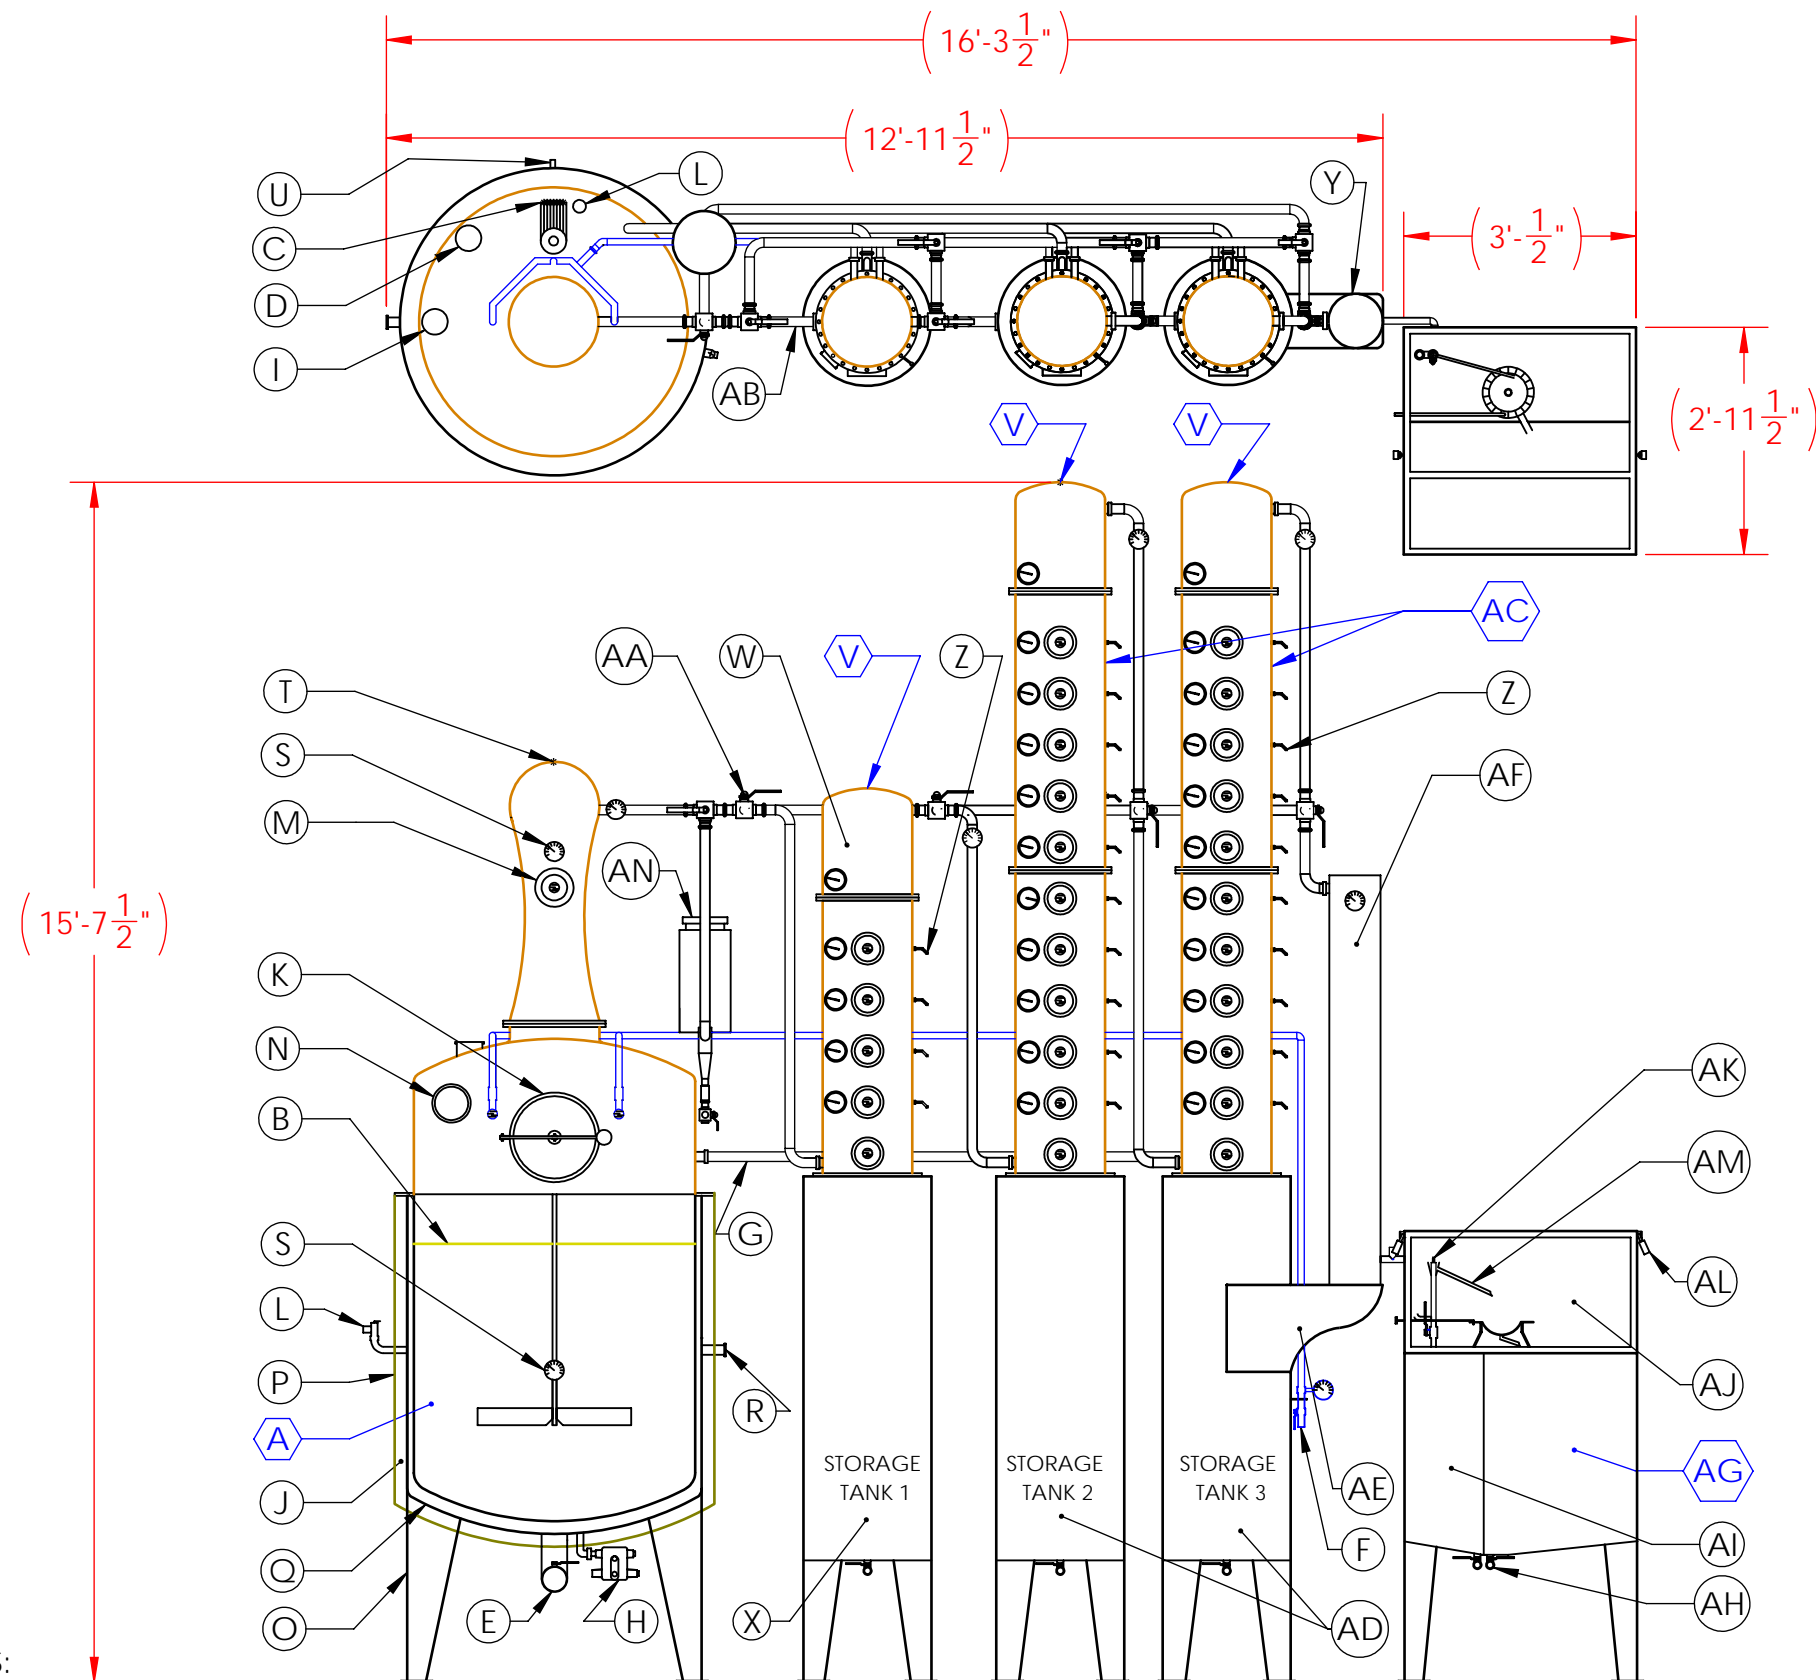 (16'-3 1/2")
(12'-11 1/2")
U
L
Y
C
(3'-1/2")
D
I
AB
(2'-11 1/2")
V
V
AC
AA
W
V
Z
T
Z
S
AF
M
AN
(15'-7 1/2")
K
N
AK
B
AM
S
G
AL
L
P
AJ
R
A
STORAGE
TANK 1
STORAGE
TANK 2
STORAGE
TANK 3
AG
J
AE
F
AI
Q
AH
O
E
H
X
AD
S: